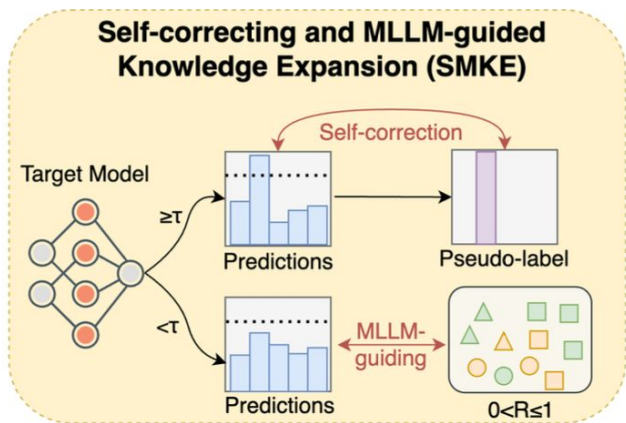 Self-correcting and MLLM-guided
Knowledge Expansion (SMKE)
Self-correction
Target Model
≥τ
Predictions
Pseudo-label
<τ
MLLM-
guiding
Predictions
0<R≤1